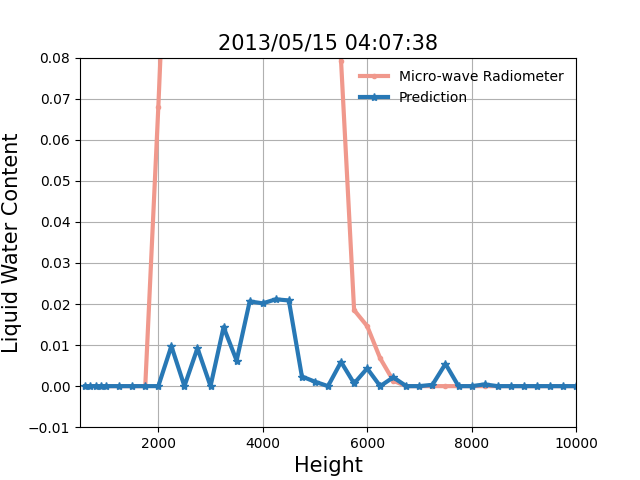 2013/05/15 04:07:38
Micro-wave Radiometer
Prediction
Liquid Water Content
0.08
0.07
0.06
0.05
0.04
0.03
0.02
0.01
0.00
−0.01
2000 4000 6000 8000 10000
Height